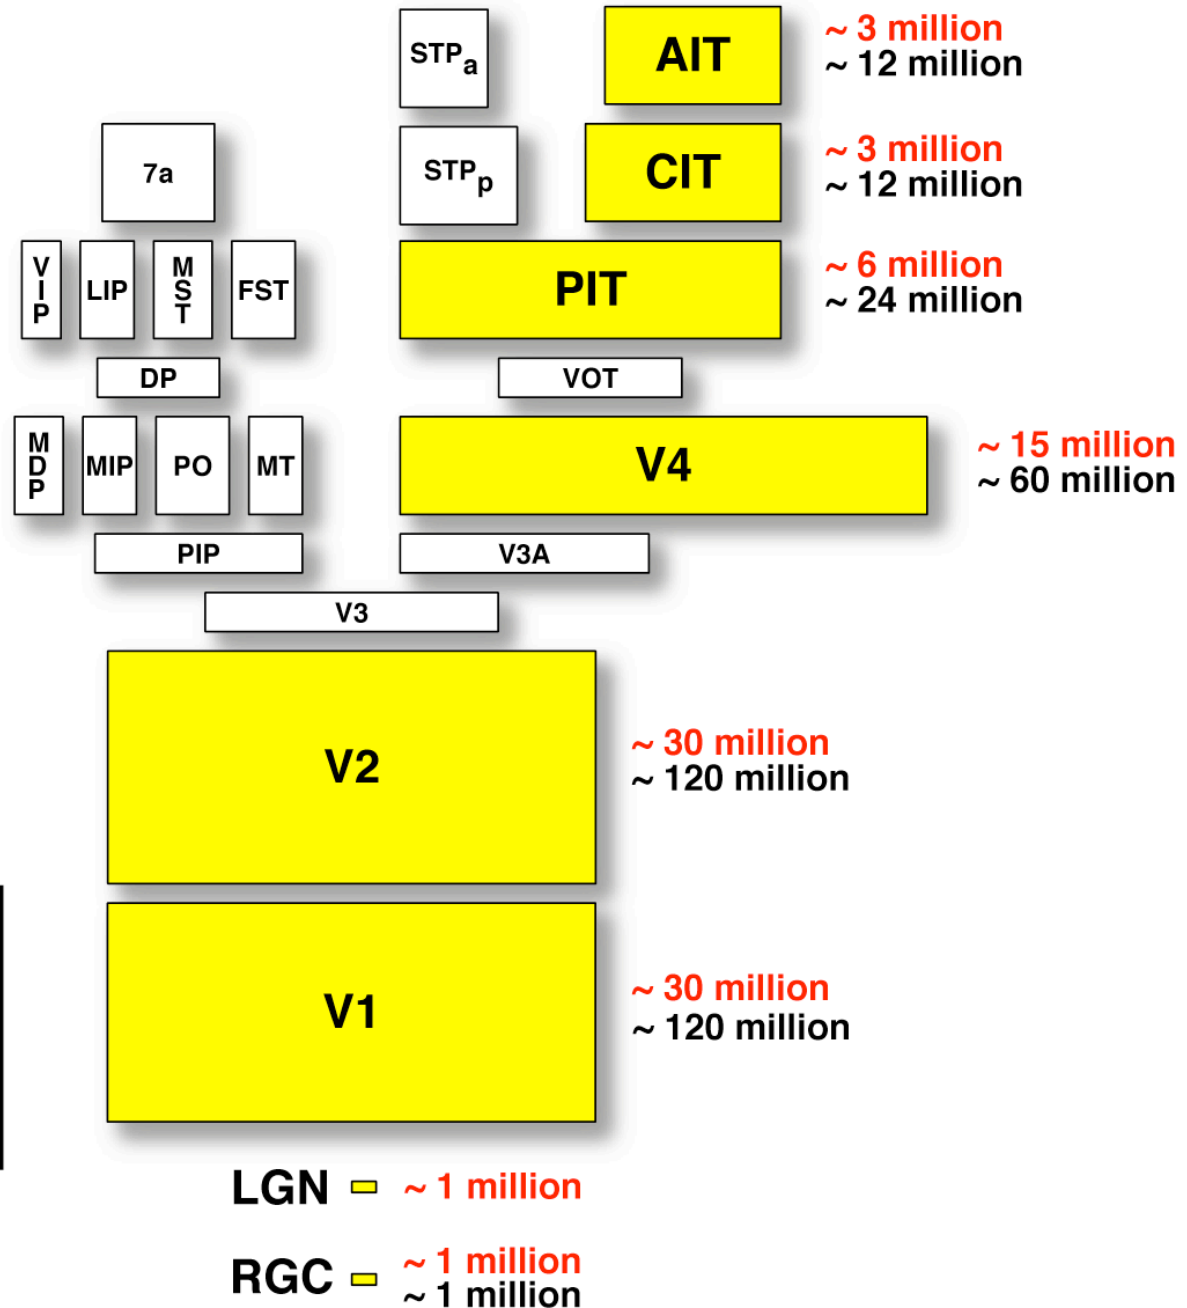 STPa
AIT
~ 3 million
~ 12 million
7a
STPp
CIT
~ 3 million
~ 12 million
VIP
LIP
MST
FST
PIT
~ 6 million
~ 24 million
DP
VOT
MDP
MIP
PO
MT
V4
~ 15 million
~ 60 million
PIP
V3A
V3
V2
~ 30 million
~ 120 million
V1
~ 30 million
~ 120 million
LGN
~ 1 million
RGC
~ 1 million
~ 1 million